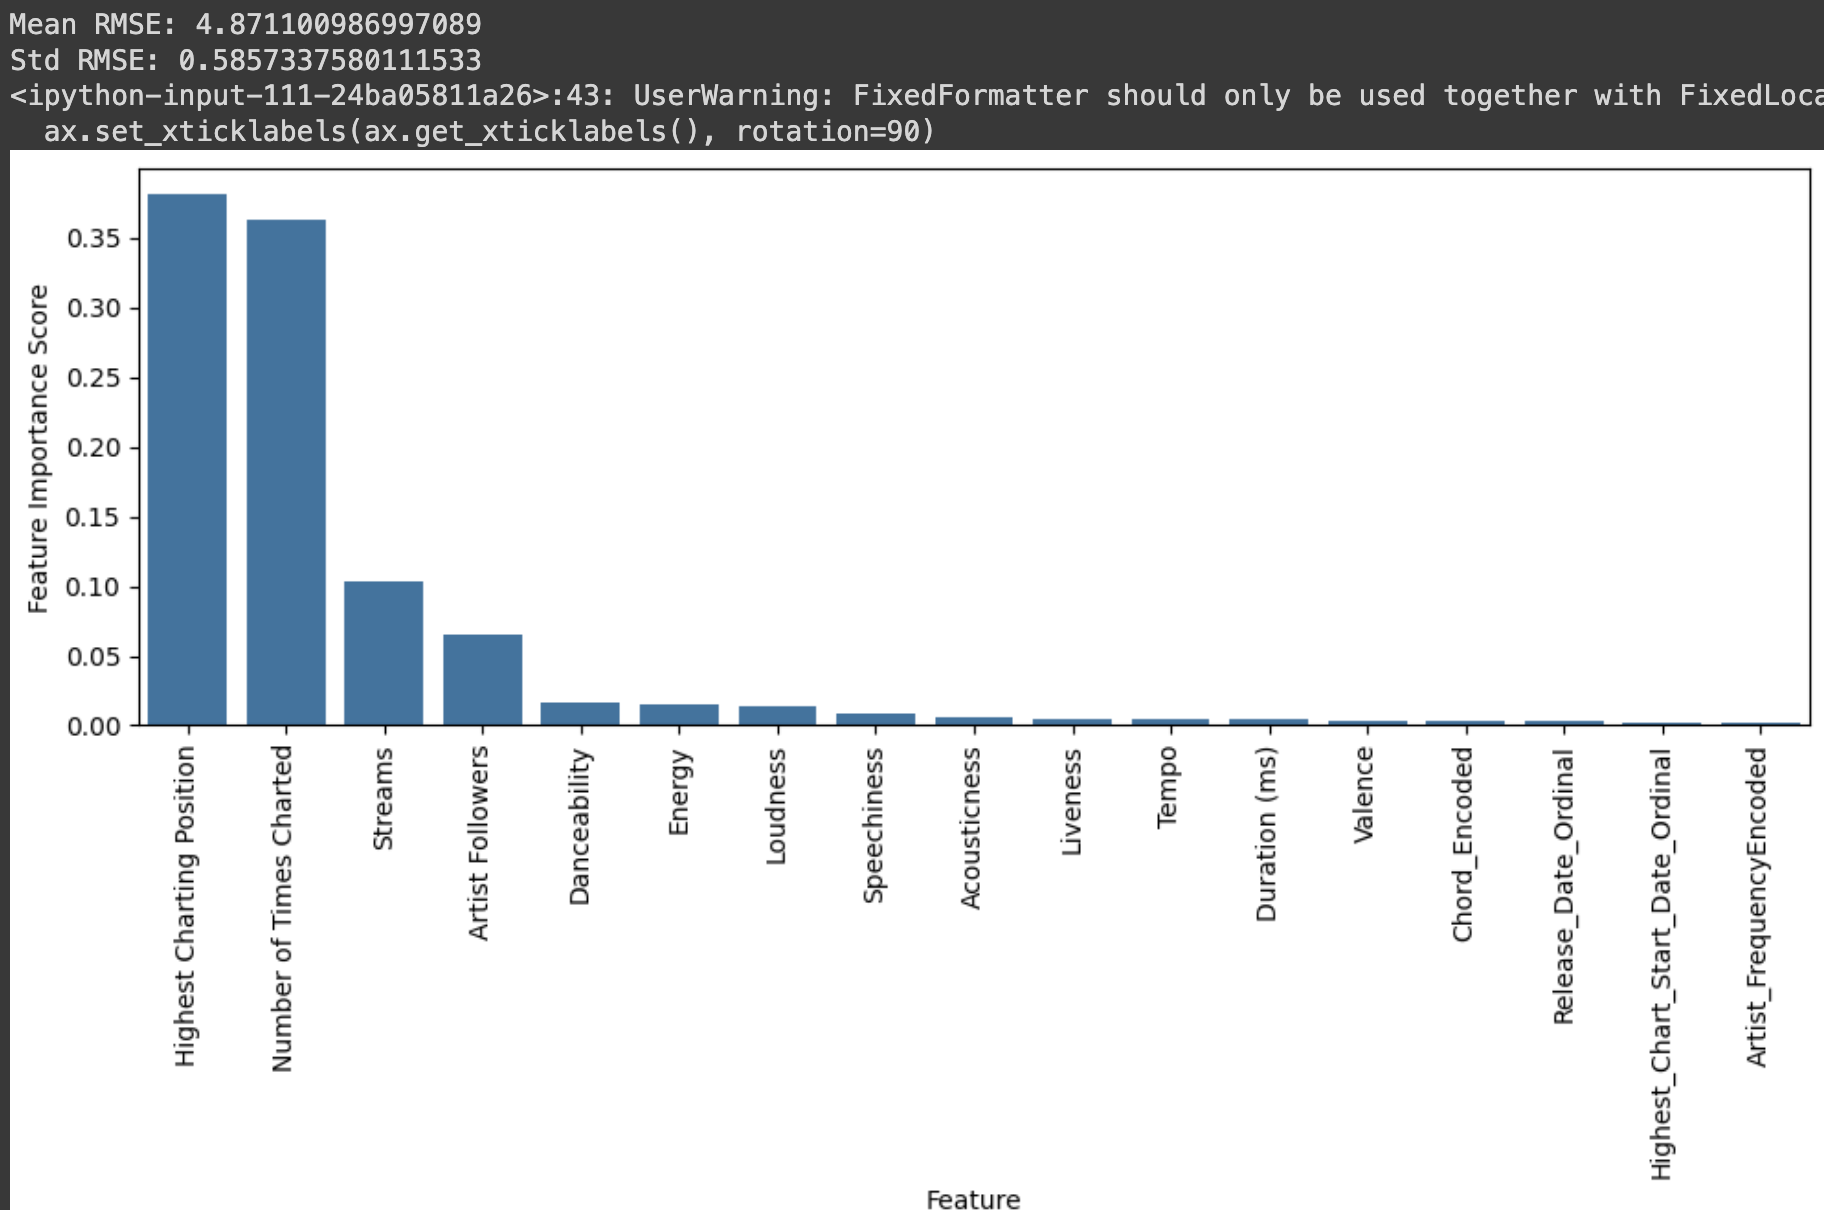 Mean RMSE: 4.871100986997089
Std RMSE: 0.5857337580111533
<ipython-input-111-24ba05811a26>:43: UserWarning: FixedFormatter should only be used together with FixedLoca
ax.set_xticklabels(ax.get_xticklabels(), rotation=90)
Feature Importance Score
0.35
0.30
0.25
0.20
0.15
0.10
0.05
0.00
Highest Charting Position
Number of Times Charted
Streams
Artist Followers
Danceability
Energy
Loudness
Speechiness
Acousticness
Liveness
Tempo
Duration (ms)
Valence
Chord_Encoded
Release_Date_Ordinal
Highest_Chart_Start_Date_Ordinal
Artist_FrequencyEncoded
Feature